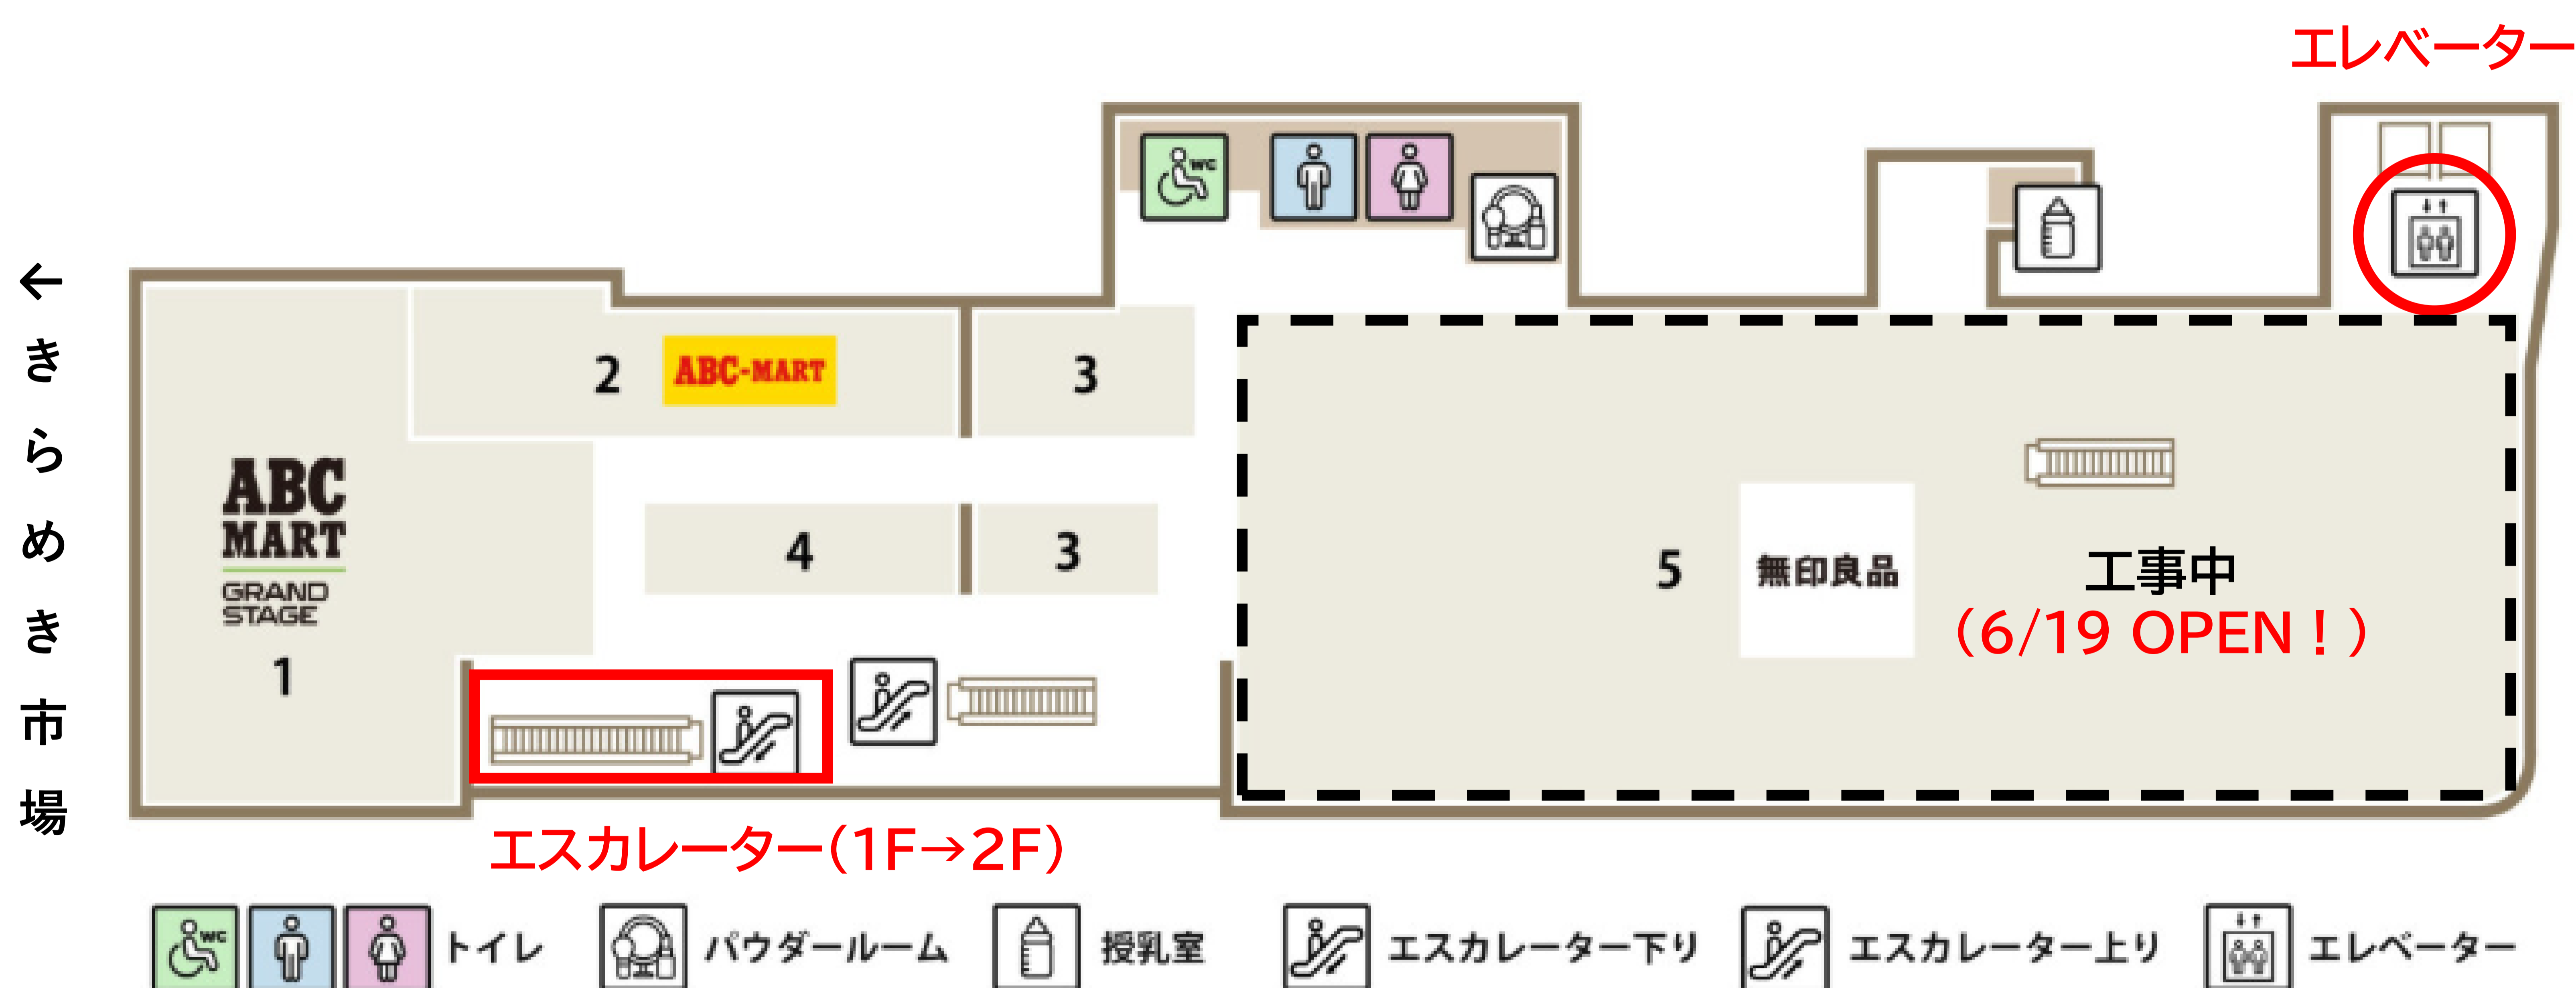 エレベーター
WC
←きらめき市場
2
ABC-MART
3
ABC
MART
GRAND
STAGE
1
4
3
5
無印良品
工事中
（6/19 OPEN！）
エスカレーター(1F→2F)
WC
トイレ
パウダールーム
授乳室
エスカレーター下り
エスカレーター上り
エレベーター